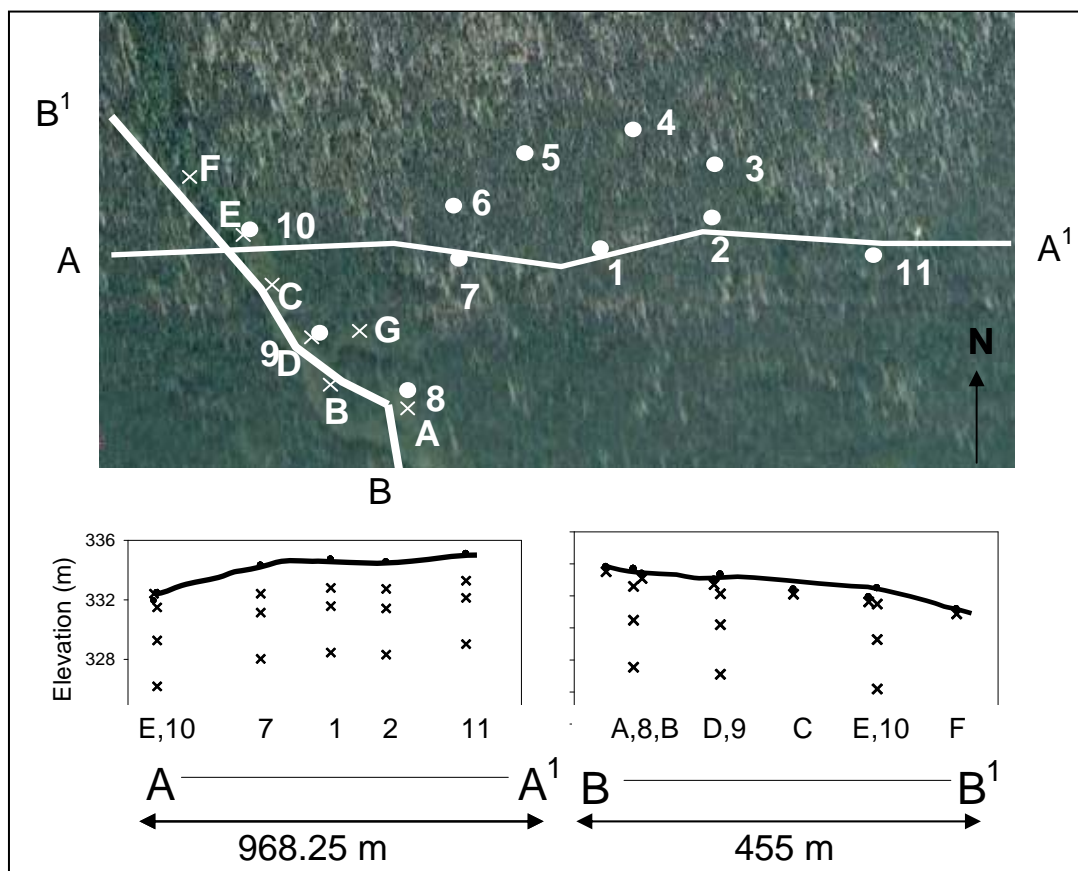 B¹
F
4
5
3
E
10
6
2
A
A¹
1
7
11
C
N
9
D
G
B
8
A
B
336
332
328
Elevation (m)
E,10 7 1 2 11
A,8,B D,9 C E,10 F
A A¹
B B¹
968.25 m
455 m